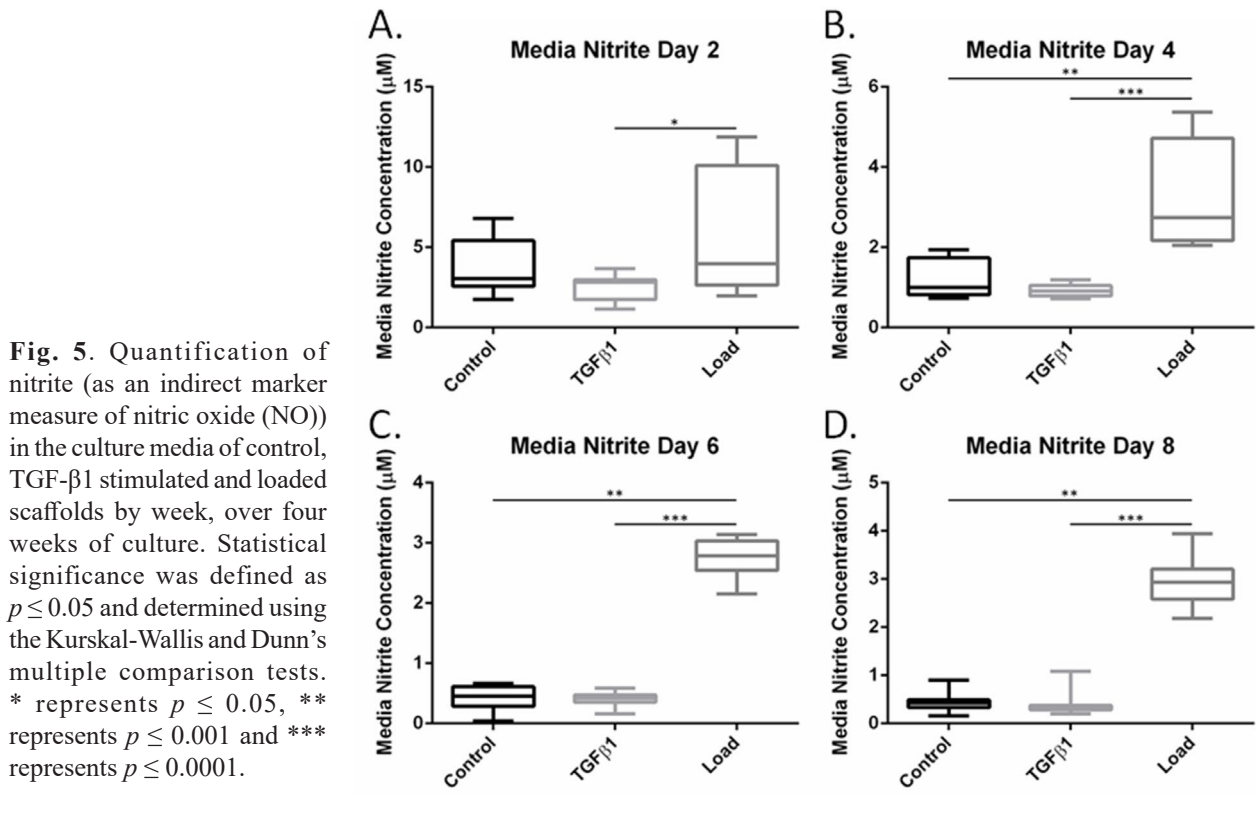 Fig. 5. Quantification of
nitrite (as an indirect marker
measure of nitric oxide (NO))
in the culture media of control,
TGF-β1 stimulated and loaded
scaffolds by week, over four
weeks of culture. Statistical
significance was defined as
p ≤ 0.05 and determined using
the Kurskal-Wallis and Dunn’s
multiple comparison tests.
* represents p ≤ 0.05, **
represents p ≤ 0.001 and ***
represents p ≤ 0.0001.
A.
Media Nitrite Day 2
Media Nitrite Concentration (μM)
15
10
5
0
*
Control
TGFβ1
Load
B.
Media Nitrite Day 4
Media Nitrite Concentration (μM)
6
4
2
0
**
***
Control
TGFβ1
Load
C.
Media Nitrite Day 6
Media Nitrite Concentration (μM)
4
3
2
1
0
**
***
Control
TGFβ1
Load
D.
Media Nitrite Day 8
Media Nitrite Concentration (μM)
5
4
3
2
1
0
**
***
Control
TGFβ1
Load